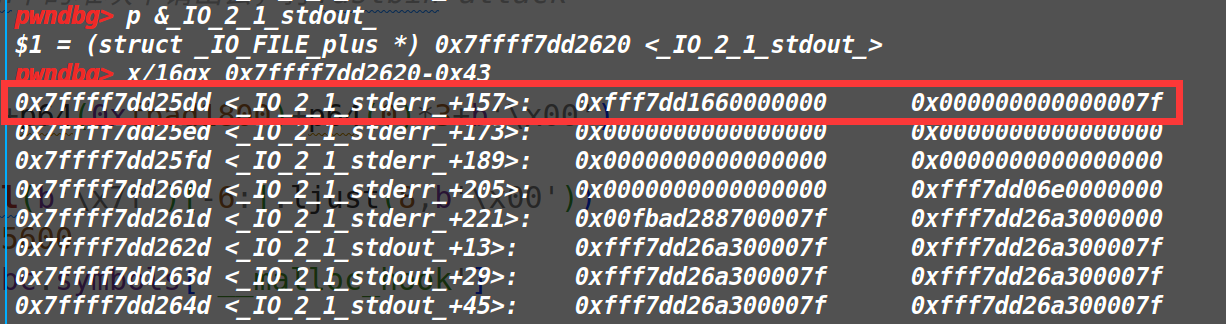 pwndbg> p &_IO_2_1_stdout_
$1 = (struct _IO_FILE_plus *) 0x7ffff7dd2620 <_IO_2_1_stdout_>
pwndbg> x/16gx 0x7ffff7dd2620-0x43
0x7ffff7dd25dd <_IO_2_1_stderr_+157>: 0xfff7dd1660000000 0x000000000000007f
0x7ffff7dd25ed <_IO_2_1_stderr_+173>: 0x0000000000000000 0x0000000000000000
0x7ffff7dd25fd <_IO_2_1_stderr_+189>: 0x0000000000000000 0x0000000000000000
0x7ffff7dd260d <_IO_2_1_stderr_+205>: 0x0000000000000000 0xfff7dd06e0000000
0x7ffff7dd261d <_IO_2_1_stderr_+221>: 0x00fbad288700007f 0xfff7dd26a3000000
0x7ffff7dd262d <_IO_2_1_stdout_+13>: 0xfff7dd26a300007f 0xfff7dd26a300007f
0x7ffff7dd263d <_IO_2_1_stdout_+29>: 0xfff7dd26a300007f 0xfff7dd26a300007f
0x7ffff7dd264d <_IO_2_1_stdout_+45>: 0xfff7dd26a300007f 0xfff7dd26a300007f